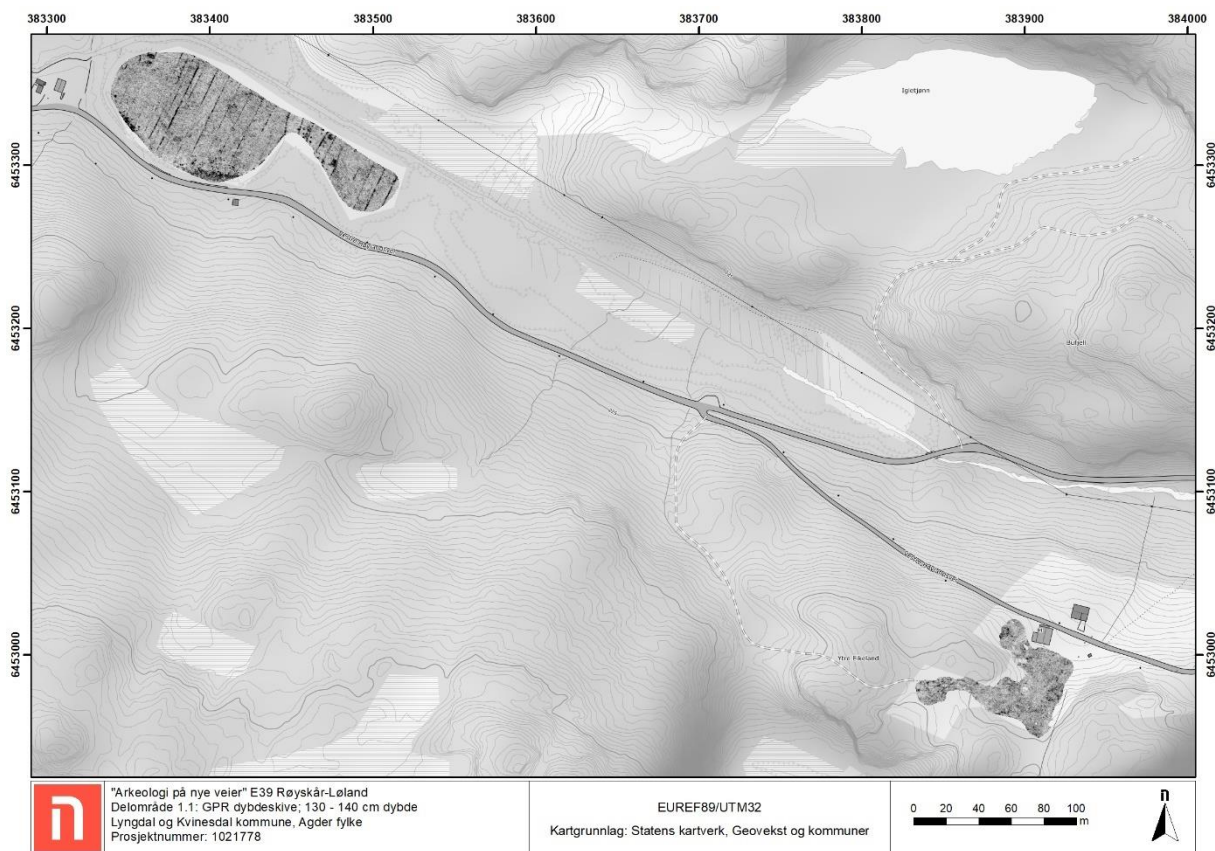 383300 383400 383500 383600 383700 383800 383900 384000
6453300
6453200
6453100
6453000
6453300
6453200
6453100
6453000
Igletjønn
Bufjell
Ytre Eikeland
n
"Arkeologi på nye veier" E39 Røyskår-Løland
Delområde 1.1: GPR dybdeskive; 130 - 140 cm dybde
Lyngdal og Kvinesdal kommune, Agder fylke
Prosjektnummer: 1021778
EUREF89/UTM32
Kartgrunnlag: Statens kartverk, Geovekst og kommuner
0 20 40 60 80 100
m
n